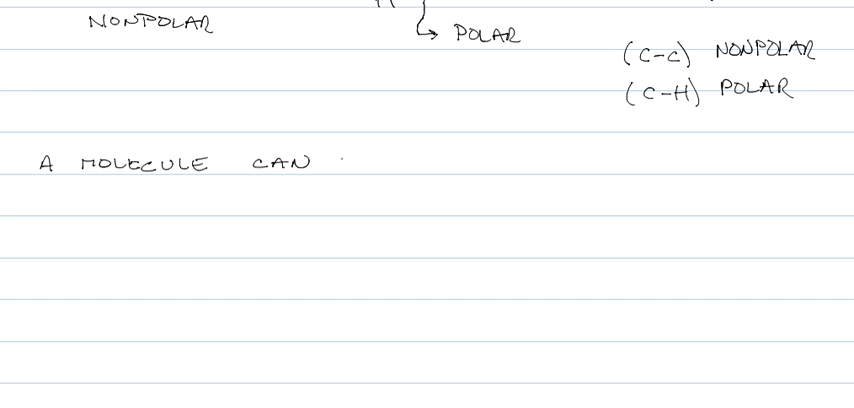 NONPOLAR
POLAR
(C-C) NONPOLAR
(C-H) POLAR
A MOLECULE CAN